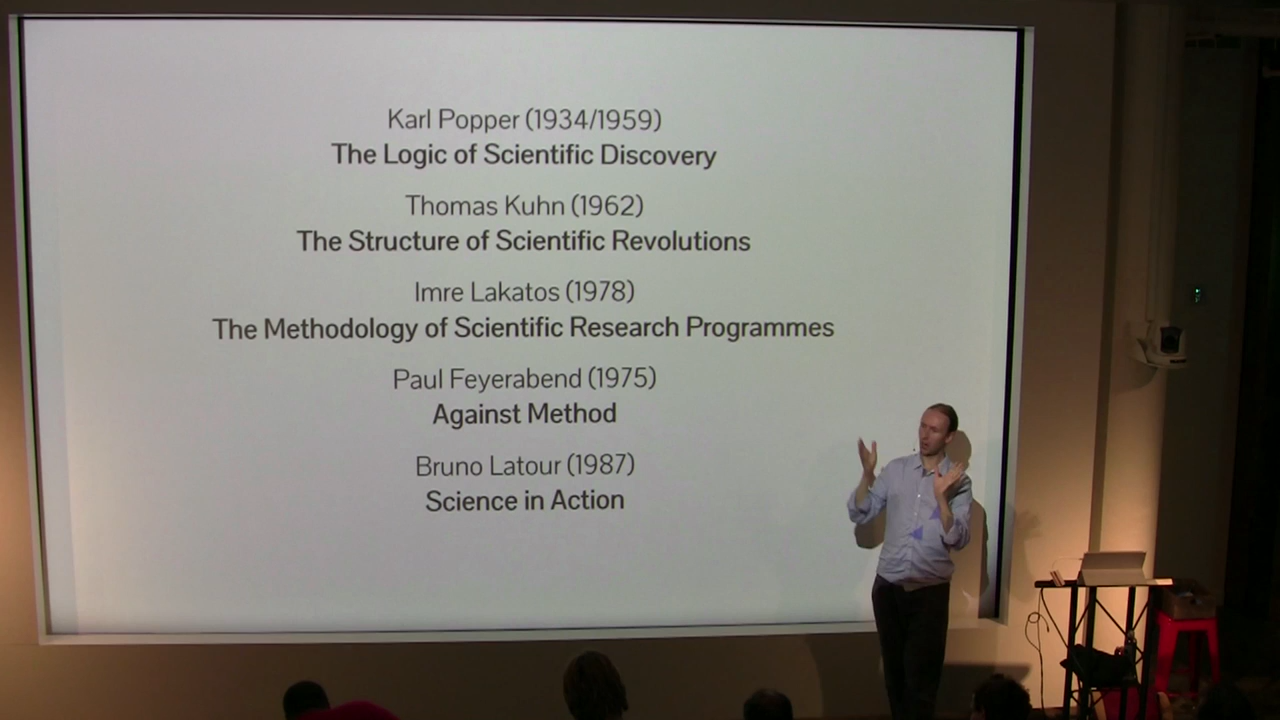 Karl Popper (1934/1959)
The Logic of Scientific Discovery
Thomas Kuhn (1962)
The Structure of Scientific Revolutions
Imre Lakatos (1978)
The Methodology of Scientific Research Programmes
Paul Feyerabend (1975)
Against Method
Bruno Latour (1987)
Science in Action